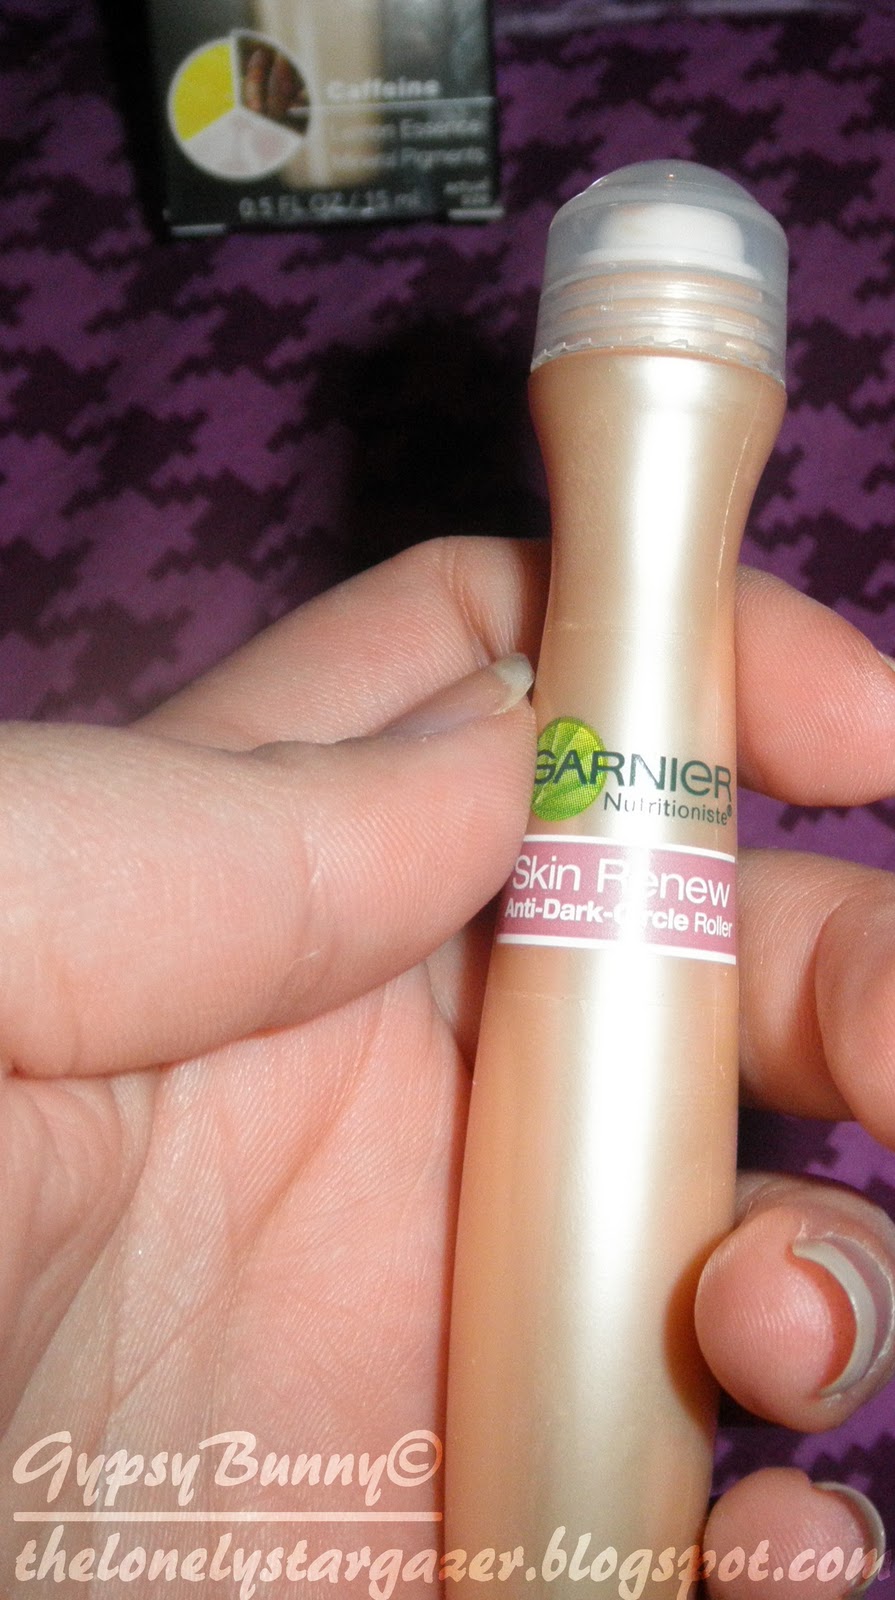 Caffeine
Lemon Essence
Mineral Pigments
0.5 FL OZ / 15 ml
GARNIER
Nutritioniste®
Skin Renew
Anti-Dark-Circle Roller
GypsyBunny©
thelonelystargazer.blogspot.com